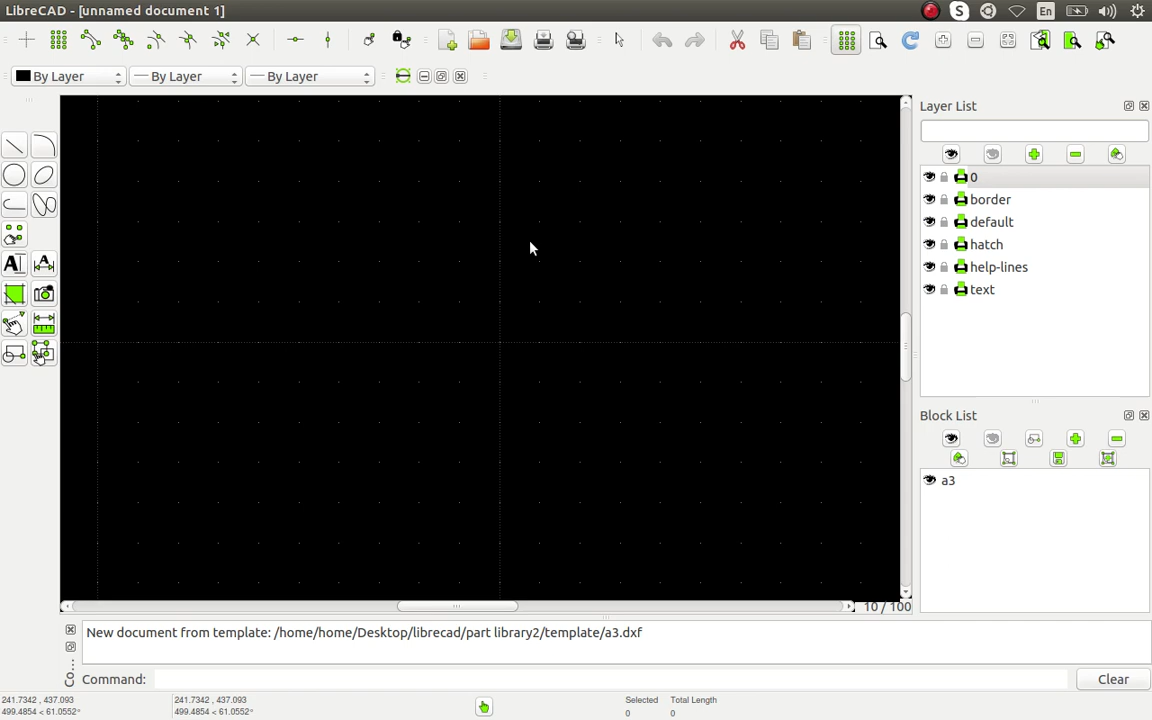 LibreCAD - [unnamed document 1]
S
En
By Layer
By Layer
By Layer
Layer List
0
border
default
hatch
help-lines
text
A
Block List
a3
10 / 100
New document from template: /home/home/Desktop/librecad/part library2/template/a3.dxf
Co...
Command:
Clear
241.7342 , 437.093
499.4854 < 61.0552°
241.7342 , 437.093
499.4854 < 61.0552°
Selected
0
Total Length
0